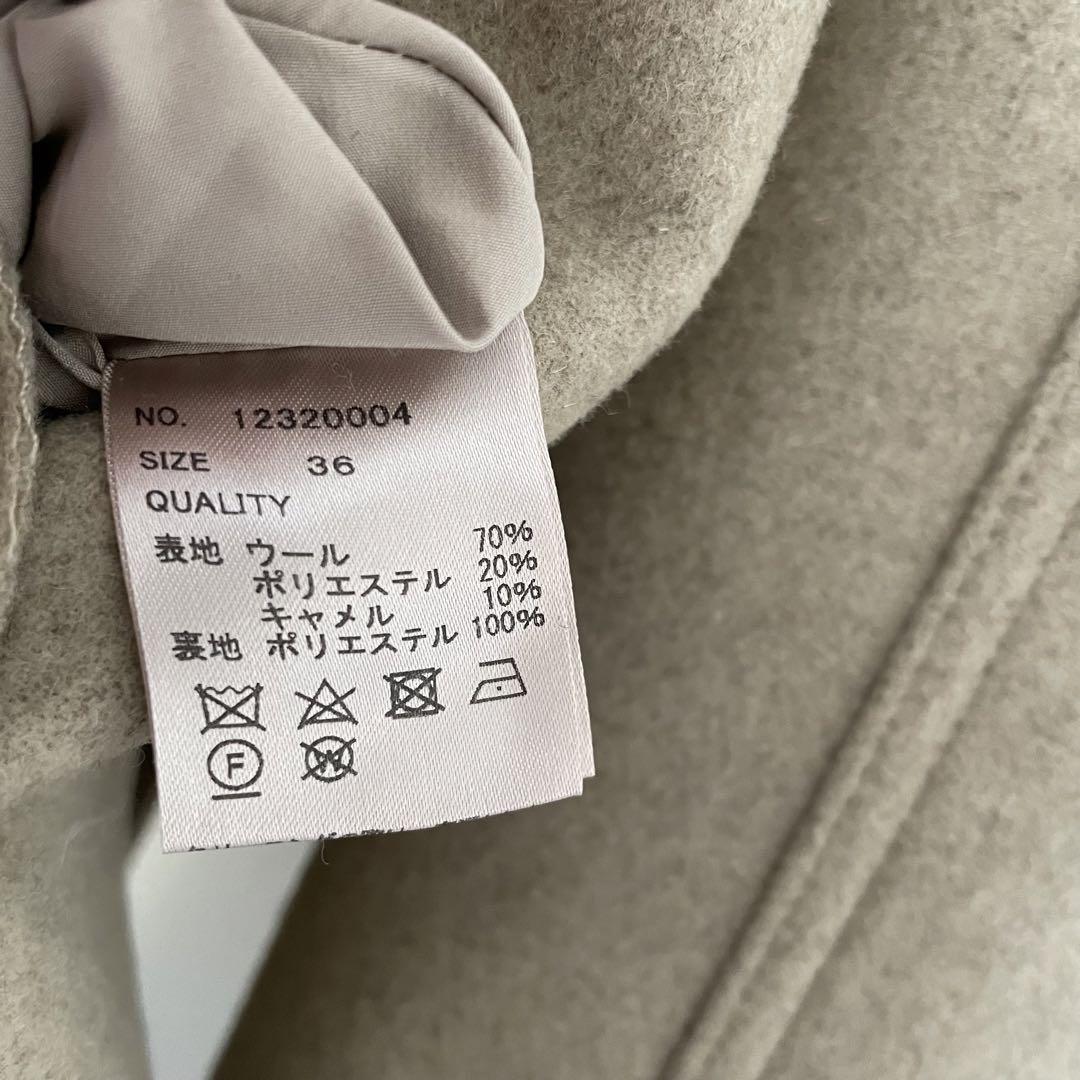 NO. 12320004
SIZE 36
QUALITY
表地 ウール 70%
ポリエステル 20%
キャメル 10%
裏地 ポリエステル 100%
F
W